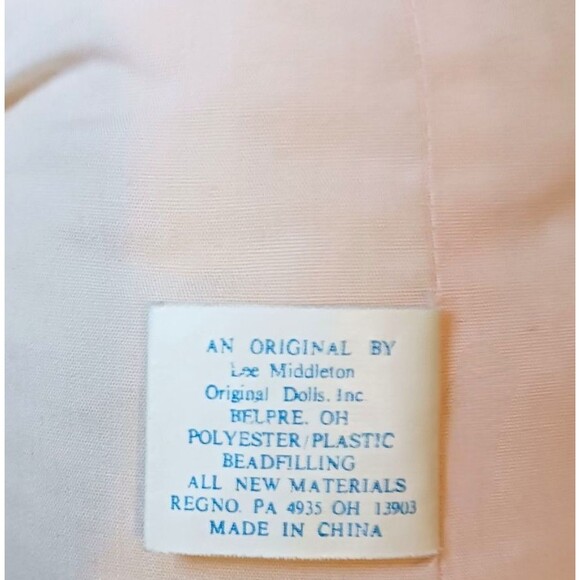 AN ORIGINAL BY
Lee Middleton
Original Dolls, Inc
BELPRE. OH
POLYESTER/PLASTIC
BEADFILLING
ALL NEW MATERIALS
REGNO. PA 4935 OH 13903
MADE IN CHINA